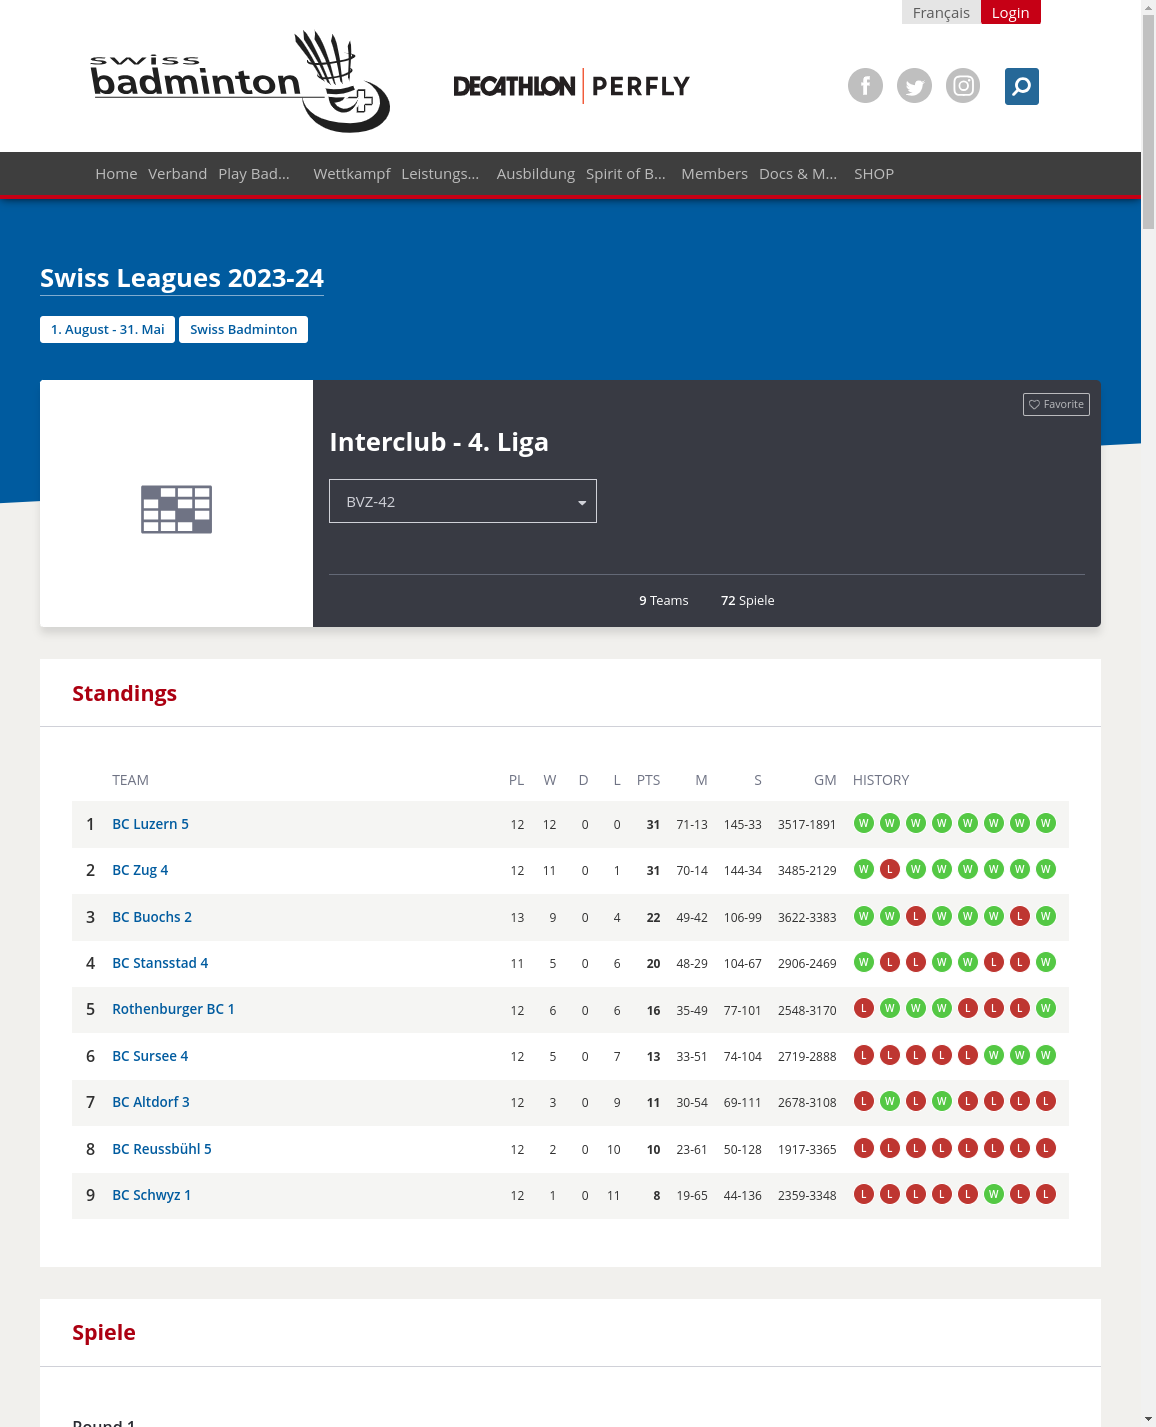 Français Login
swiss
badminton
DECATHLON PERFLY
Home Verband Play Bad... Wettkampf Leistungs... Ausbildung Spirit of B... Members Docs & M... SHOP
Swiss Leagues 2023-24
1. August - 31. Mai Swiss Badminton
Favorite
Interclub - 4. Liga
BVZ-42
9 Teams 72 Spiele
Standings
TEAM PL W D L PTS M S GM HISTORY
1 BC Luzern 5 12 12 0 0 31 71-13 145-33 3517-1891 W W W W W W W W
2 BC Zug 4 12 11 0 1 31 70-14 144-34 3485-2129 W L W W W W W W
3 BC Buochs 2 13 9 0 4 22 49-42 106-99 3622-3383 W W L W W W L W
4 BC Stansstad 4 11 5 0 6 20 48-29 104-67 2906-2469 W L L W W L L W
5 Rothenburger BC 1 12 6 0 6 16 35-49 77-101 2548-3170 L W W W L L L W
6 BC Sursee 4 12 5 0 7 13 33-51 74-104 2719-2888 L L L L L W W W
7 BC Altdorf 3 12 3 0 9 11 30-54 69-111 2678-3108 L W L W L L L L
8 BC Reussbühl 5 12 2 0 10 10 23-61 50-128 1917-3365 L L L L L L L L
9 BC Schwyz 1 12 1 0 11 8 19-65 44-136 2359-3348 L L L L L W L L
Spiele
Round 1